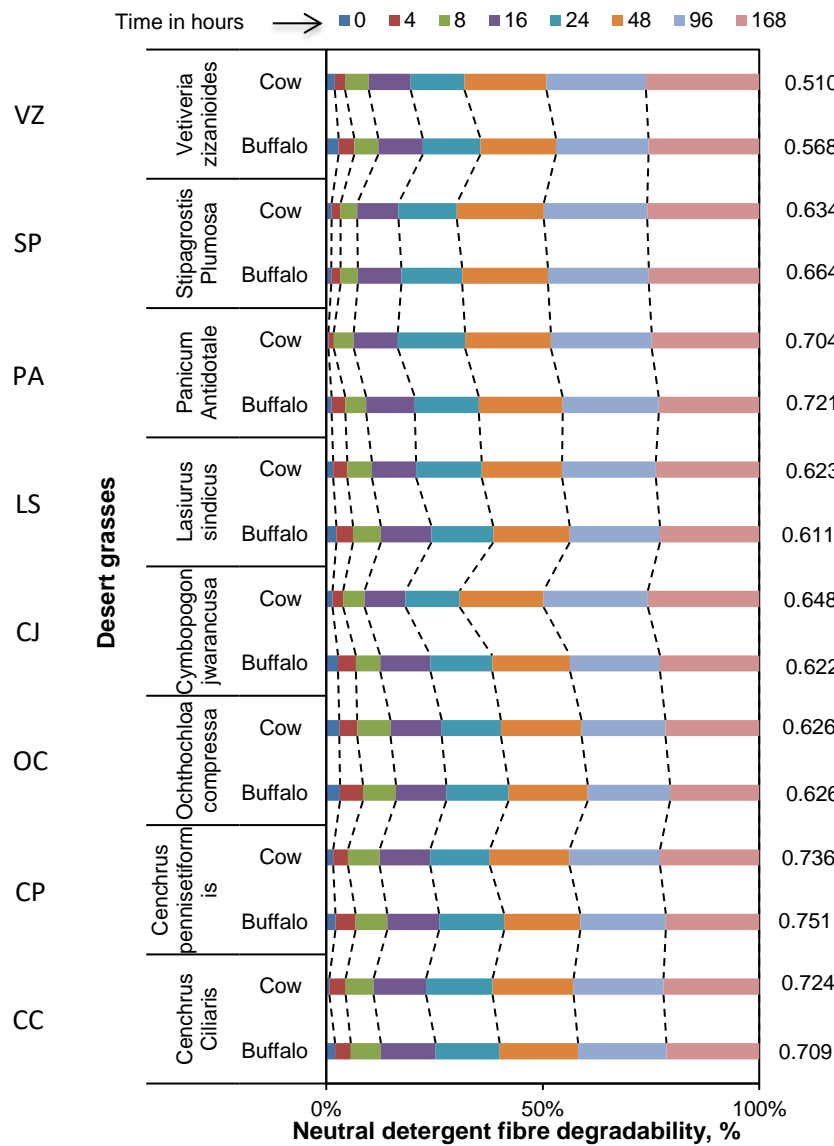 Time in hours 0 4 8 16 24 48 96 168
VZ
Vetiveria
zizanioides
Cow
0.510
Buffalo
0.568
SP
Stipagrostis
Plumosa
Cow
0.634
Buffalo
0.664
PA
Panicum
Antidotale
Cow
0.704
Buffalo
0.721
LS
Lasiurus
sindicus
Cow
0.623
Buffalo
0.611
Desert grasses
CJ
Cymbopogon
jwarancusa
Cow
0.648
Buffalo
0.622
OC
Ochthochloa
compressa
Cow
0.626
Buffalo
0.626
CP
Cenchrus
pennisetiform
is
Cow
0.736
Buffalo
0.751
CC
Cenchrus
Ciliaris
Cow
0.724
Buffalo
0.709
0% 50% 100%
Neutral detergent fibre degradability, %